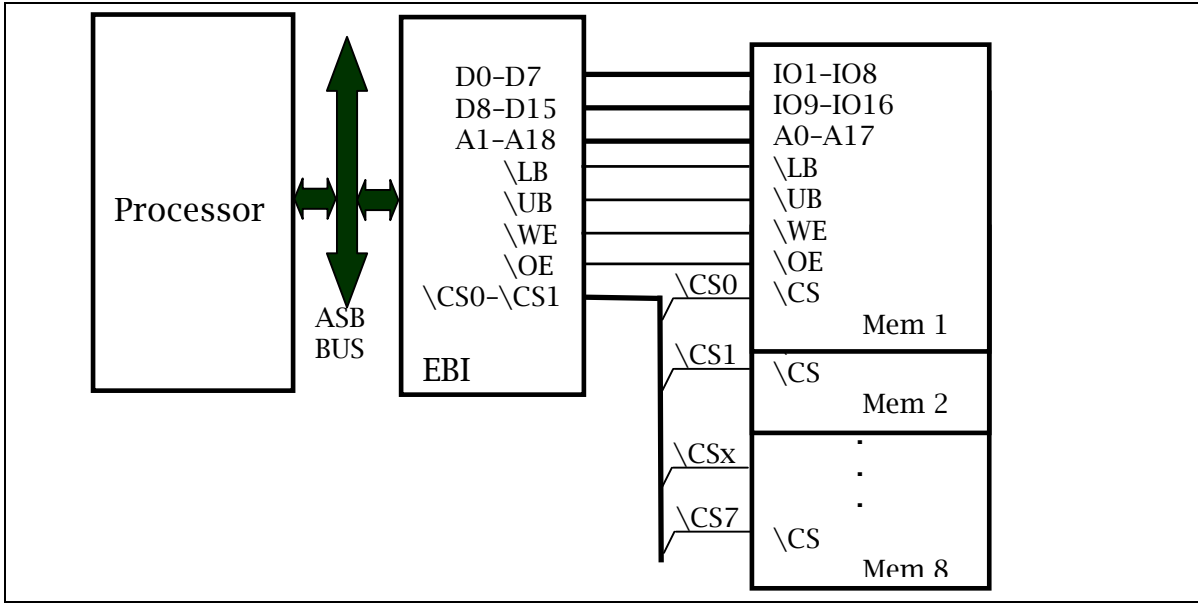 Processor
ASB
BUS
D0–D7
D8–D15
A1–A18
\LB
\UB
\WE
\OE
\CS0–\CS1
EBI
\CS0
\CS1
\CSx
\CS7
IO1–IO8
IO9–IO16
A0–A17
\LB
\UB
\WE
\OE
\CS
Mem 1
\CS
Mem 2
\CS
Mem 8